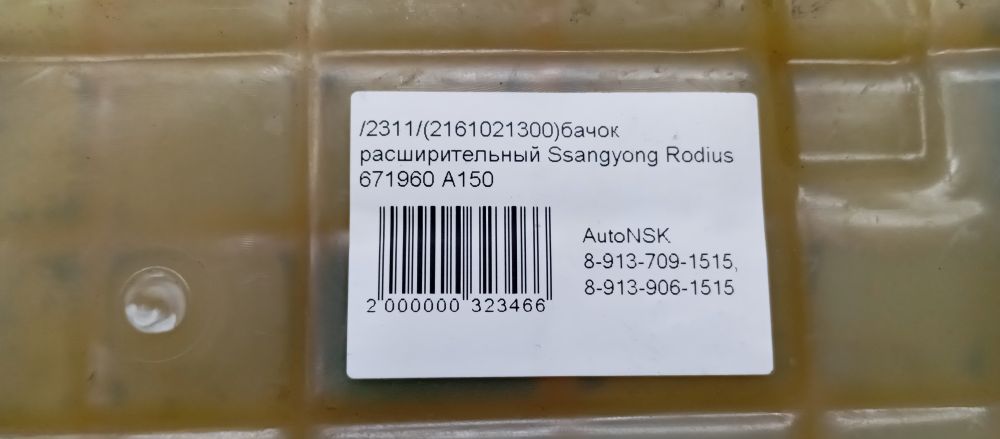 /2311/(2161021300)бачок
расширительный Ssangyong Rodius
671960 A150
AutoNSK
8-913-709-1515,
8-913-906-1515
2 000000 323466